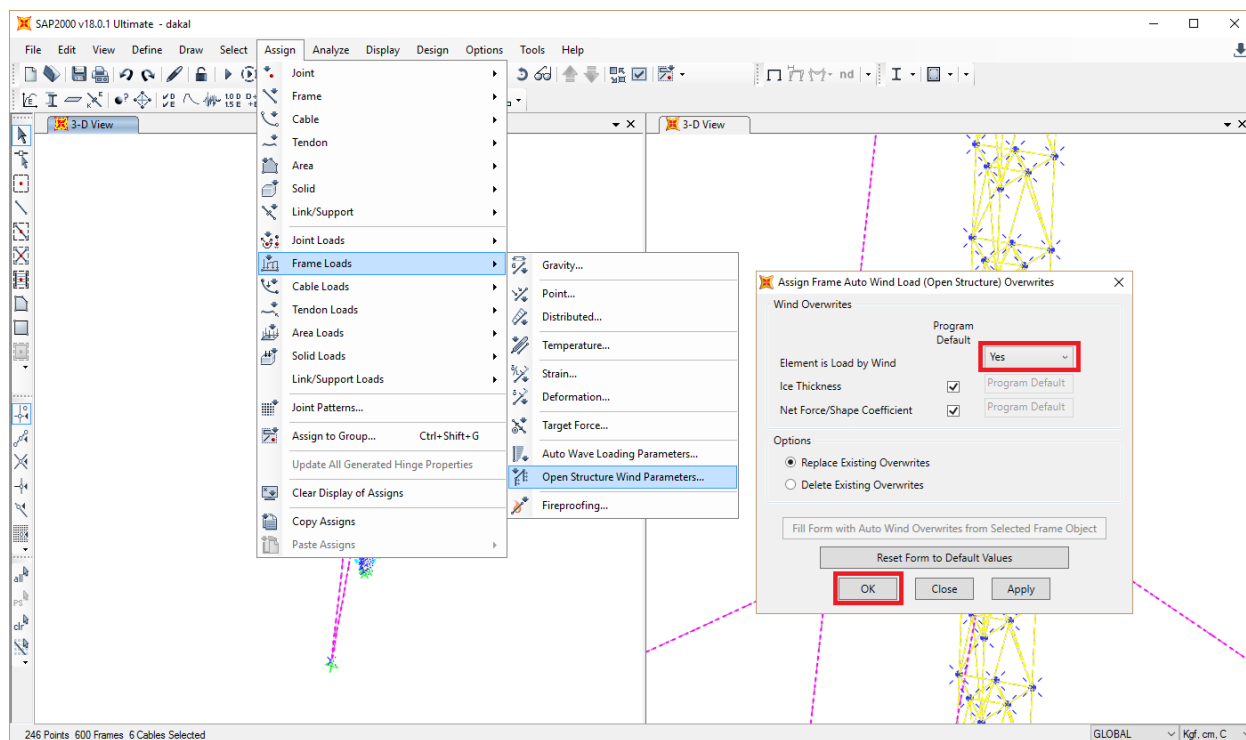 SAP2000 v18.0.1 Ultimate - dakal
File Edit View Define Draw Select Assign Analyze Display Design Options Tools Help
nd
3-D View
3-D View
Joint
Frame
Cable
Tendon
Area
Solid
Link/Support
Joint Loads
Frame Loads
Cable Loads
Tendon Loads
Area Loads
Solid Loads
Link/Support Loads
Joint Patterns...
Assign to Group... Ctrl+Shift+G
Update All Generated Hinge Properties
Clear Display of Assigns
Copy Assigns
Paste Assigns
Gravity...
Point...
Distributed...
Temperature...
Strain...
Deformation...
Target Force...
Auto Wave Loading Parameters...
Open Structure Wind Parameters...
Fireproofing...
Assign Frame Auto Wind Load (Open Structure) Overwrites
Wind Overwrites
Program
Default
Element is Load by Wind Yes
Ice Thickness Program Default
Net Force/Shape Coefficient Program Default
Options
Replace Existing Overwrites
Delete Existing Overwrites
Fill Form with Auto Wind Overwrites from Selected Frame Object
Reset Form to Default Values
OK Close Apply
all
PS
clr
246 Points 600 Frames 6 Cables Selected
GLOBAL
Kgf, cm, C